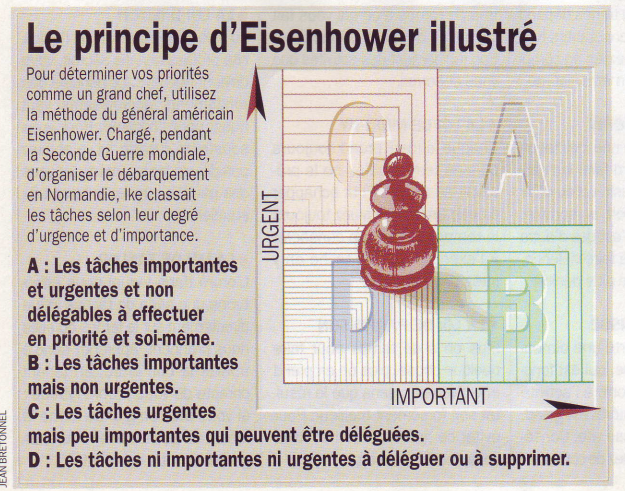 Le principe d'Eisenhower illustré
Pour déterminer vos priorités
comme un grand chef, utilisez
la méthode du général américain
Eisenhower. Chargé, pendant
la Seconde Guerre mondiale,
d'organiser le débarquement
en Normandie, Ike classait
les tâches selon leur degré
d'urgence et d'importance.
A : Les tâches importantes
et urgentes et non
délégables à effectuer
en priorité et soi-même.
B : Les tâches importantes
mais non urgentes.
C : Les tâches urgentes
mais peu importantes qui peuvent être déléguées.
D : Les tâches ni importantes ni urgentes à déléguer ou à supprimer.
URGENT
C
A
D
B
IMPORTANT
JEAN BRETONNEL